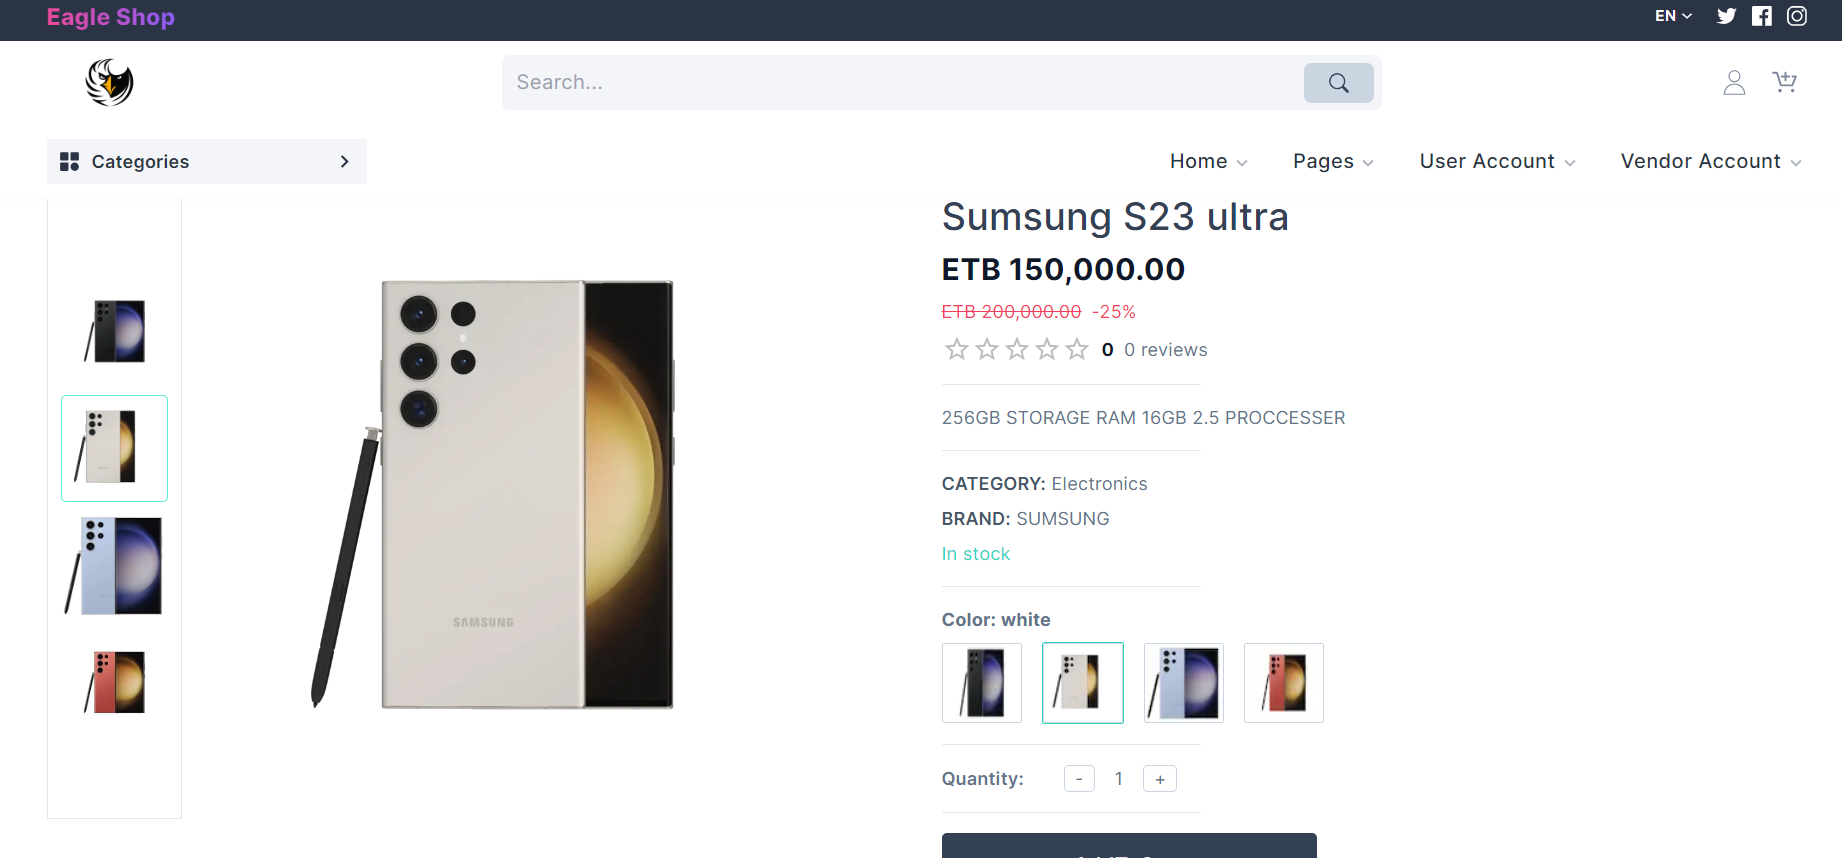 Eagle Shop
EN
Search...
Categories
Home
Pages
User Account
Vendor Account
Sumsung S23 ultra
ETB 150,000.00
ETB 200,000.00 -25%
0 0 reviews
256GB STORAGE RAM 16GB 2.5 PROCCESSER
CATEGORY: Electronics
BRAND: SUMSUNG
In stock
Color: white
Quantity: - 1 +
SAMSUNG